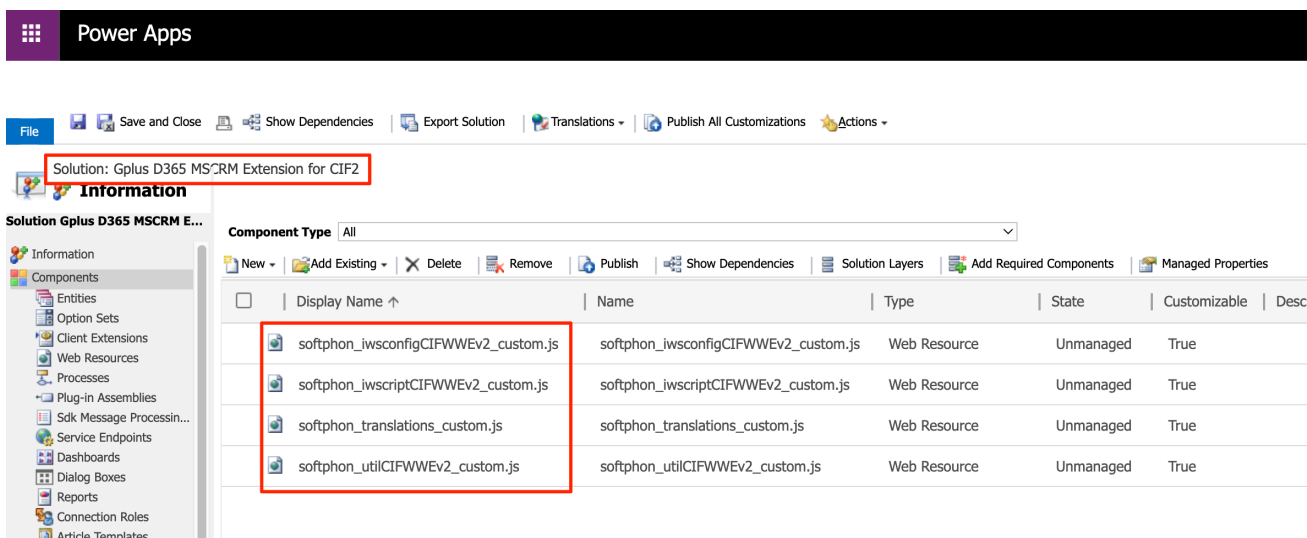 Power Apps
File
Save and Close
Show Dependencies
Export Solution
Translations
Publish All Customizations
Actions
Solution: Gplus D365 MSCRM Extension for CIF2
Information
Solution Gplus D365 MSCRM E...
Component Type All
Information
Components
Entities
Option Sets
Client Extensions
Web Resources
Processes
Plug-in Assemblies
Sdk Message Processin...
Service Endpoints
Dashboards
Dialog Boxes
Reports
Connection Roles
Article Templates
New Add Existing Delete Remove Publish Show Dependencies Solution Layers Add Required Components Managed Properties
Display Name Name Type State Customizable Desc
softphon_iwsconfigCIFWWEv2_custom.js softphon_iwsconfigCIFWWEv2_custom.js Web Resource Unmanaged True
softphon_iwscriptCIFWWEv2_custom.js softphon_iwscriptCIFWWEv2_custom.js Web Resource Unmanaged True
softphon_translations_custom.js softphon_translations_custom.js Web Resource Unmanaged True
softphon_utilCIFWWEv2_custom.js softphon_utilCIFWWEv2_custom.js Web Resource Unmanaged True